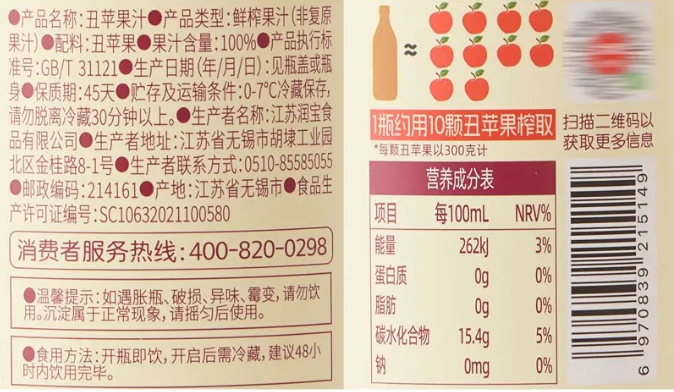 ●产品名称:丑苹果汁●产品类型:鲜榨果汁(非复原
果汁)●配料:丑苹果●果汁含量:100%●产品执行标
准号:GB/T 31121●生产日期(年/月/日):见瓶盖或瓶
身●保质期:45天●贮存及运输条件:0-7℃冷藏保存,
请勿脱离冷藏30分钟以上。●生产者名称:江苏润宝食
品有限公司●生产者地址:江苏省无锡市胡埭工业园
北区金桂路8-1号●生产者联系方式:0510-85585055
●邮政编码:214161●产地:江苏省无锡市●食品生
产许可证编号:SC10632021100580
消费者服务热线:400-820-0298
●温馨提示:如遇胀瓶、破损、异味、霉变,请勿饮
用。沉淀属于正常现象,请摇匀后使用。
●食用方法:开瓶即饮,开启后需冷藏,建议48小
时内饮用完毕。
≈
1瓶约用10颗丑苹果榨取
*每颗丑苹果以300克计
扫描二维码以
获取更多信息
营养成分表
项目 每100mL NRV%
能量 262kJ 3%
蛋白质 0g 0%
脂肪 0g 0%
碳水化合物 15.4g 5%
钠 0mg 0%
6 970839 215149